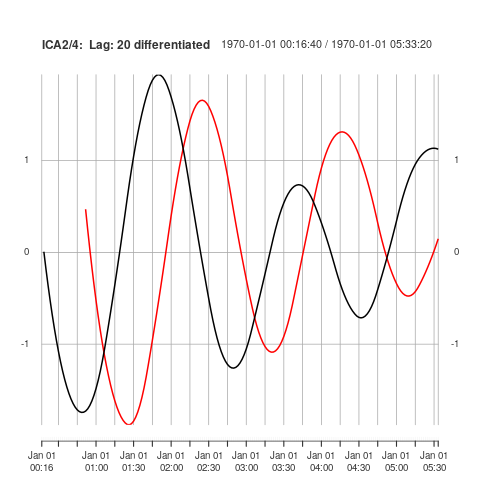 ICA2/4:  Lag: 20 differentiated 1970-01-01 00:16:40 / 1970-01-01 05:33:20
1 1
0 0
-1 -1
Jan 01 Jan 01 Jan 01 Jan 01 Jan 01 Jan 01 Jan 01 Jan 01 Jan 01 Jan 01
00:16 01:00 01:30 02:00 02:30 03:00 03:30 04:00 04:30 05:00 05:30